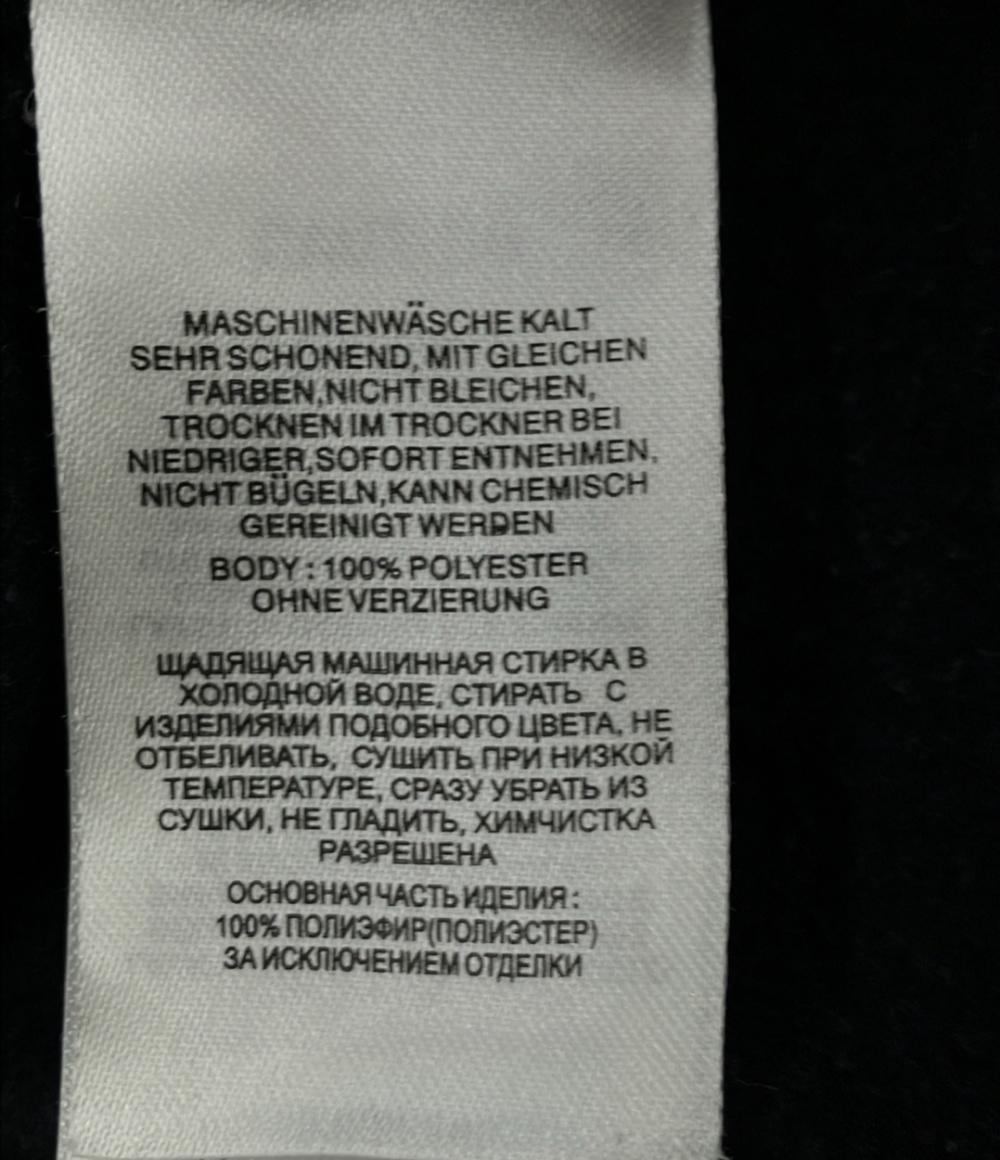 MASCHINENWÄSCHE KALT
SEHR SCHONEND, MIT GLEICHEN
FARBEN,NICHT BLEICHEN,
TROCKNEN IM TROCKNER BEI
NIEDRIGER,SOFORT ENTNEHMEN.
NICHT BÜGELN,KANN CHEMISCH
GEREINIGT WERDEN
BODY : 100% POLYESTER
OHNE VERZIERUNG
ЩАДЯЩАЯ МАШИННАЯ СТИРКА В
ХОЛОДНОЙ ВОДЕ, СТИРАТЬ С
ИЗДЕЛИЯМИ ПОДОБНОГО ЦВЕТА, НЕ
ОТБЕЛИВАТЬ, СУШИТЬ ПРИ НИЗКОЙ
ТЕМПЕРАТУРЕ, СРАЗУ УБРАТЬ ИЗ
СУШКИ, НЕ ГЛАДИТЬ, ХИМЧИСТКА
РАЗРЕШЕНА
ОСНОВНАЯ ЧАСТЬ ИДЕЛИЯ :
100% ПОЛИЭФИР(ПОЛИЭСТЕР)
ЗА ИСКЛЮЧЕНИЕМ ОТДЕЛКИ